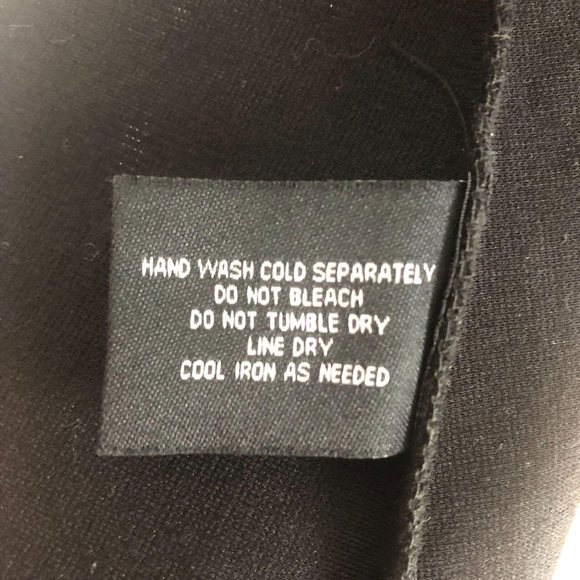 HAND WASH COLD SEPARATELY
DO NOT BLEACH
DO NOT TUMBLE DRY
LINE DRY
COOL IRON AS NEEDED